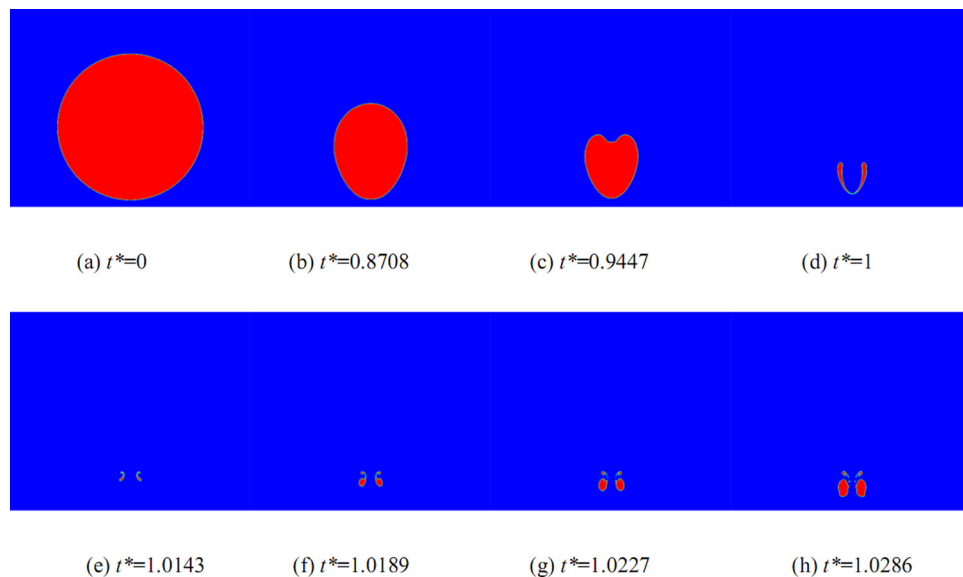 (a) t*=0 (b) t*=0.8708 (c) t*=0.9447 (d) t*=1
(e) t*=1.0143 (f) t*=1.0189 (g) t*=1.0227 (h) t*=1.0286